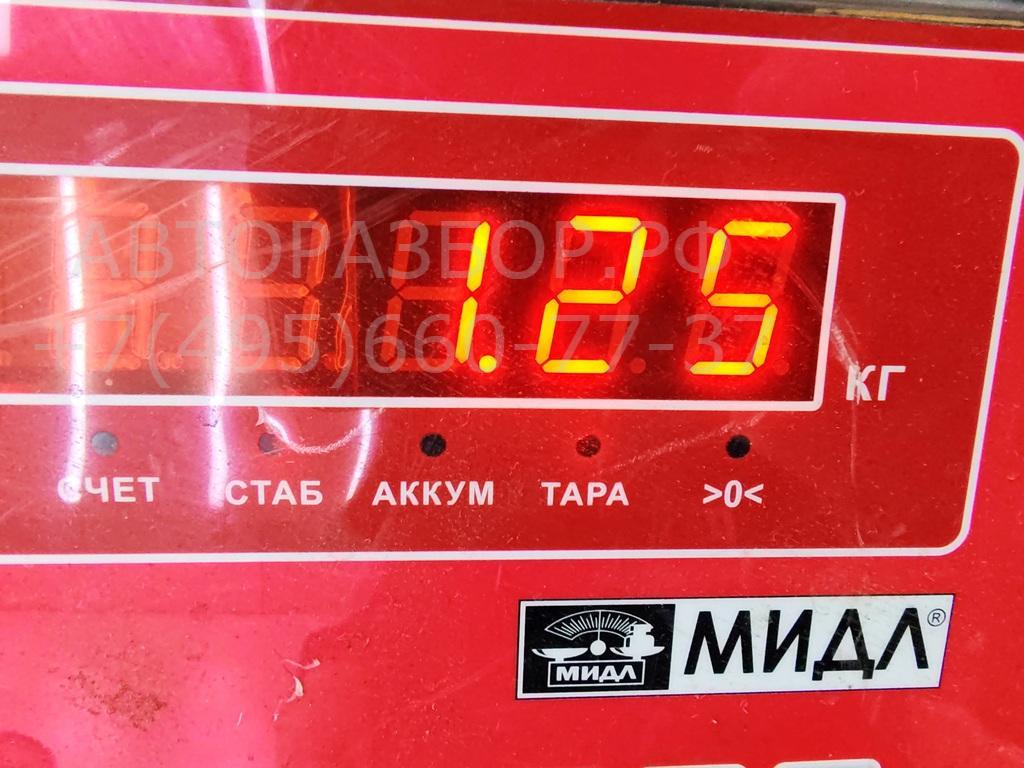 АВТОРАЗБОР.РФ
+7(495)660-77-37
1.25
КГ
СЧЕТ СТАБ АККУМ ТАРА >0<
МИДЛ МИДЛ®